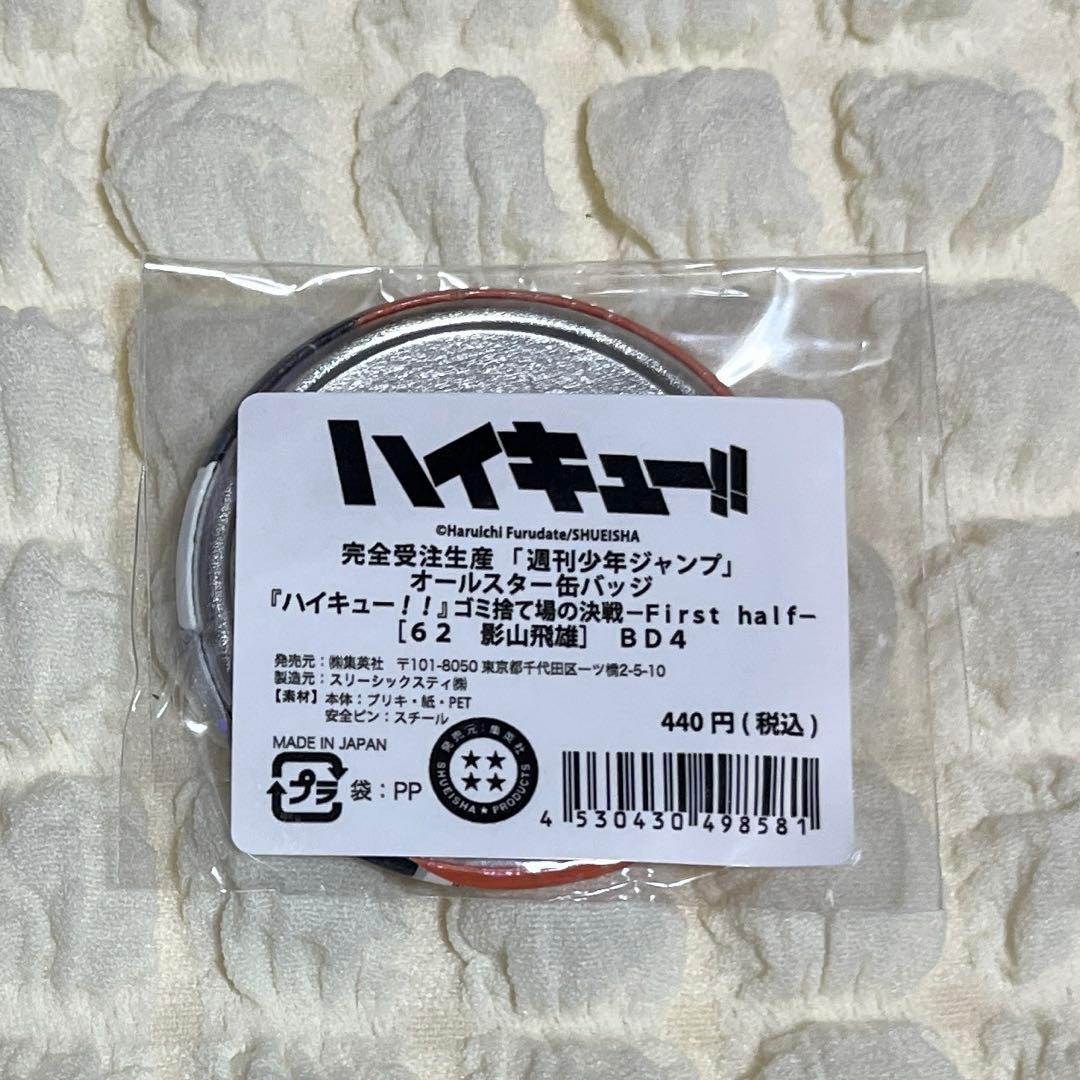 ハイキュー!!
©Haruichi Furudate/SHUEISHA
完全受注生産「週刊少年ジャンプ」
オールスター缶バッジ
『ハイキュー！！』ゴミ捨て場の決戦－First half－
［６２　影山飛雄］　ＢＤ４
発売元：㈱集英社　〒101-8050 東京都千代田区一ツ橋2-5-10
製造元：スリーシックスティ㈱
【素材】本体：ブリキ・紙・PET
安全ピン：スチール
440 円 ( 税込 )
MADE IN JAPAN
プラ 袋：PP
発売元：集英社
SHUEISHA★PRODUCTS
4 530430 498581